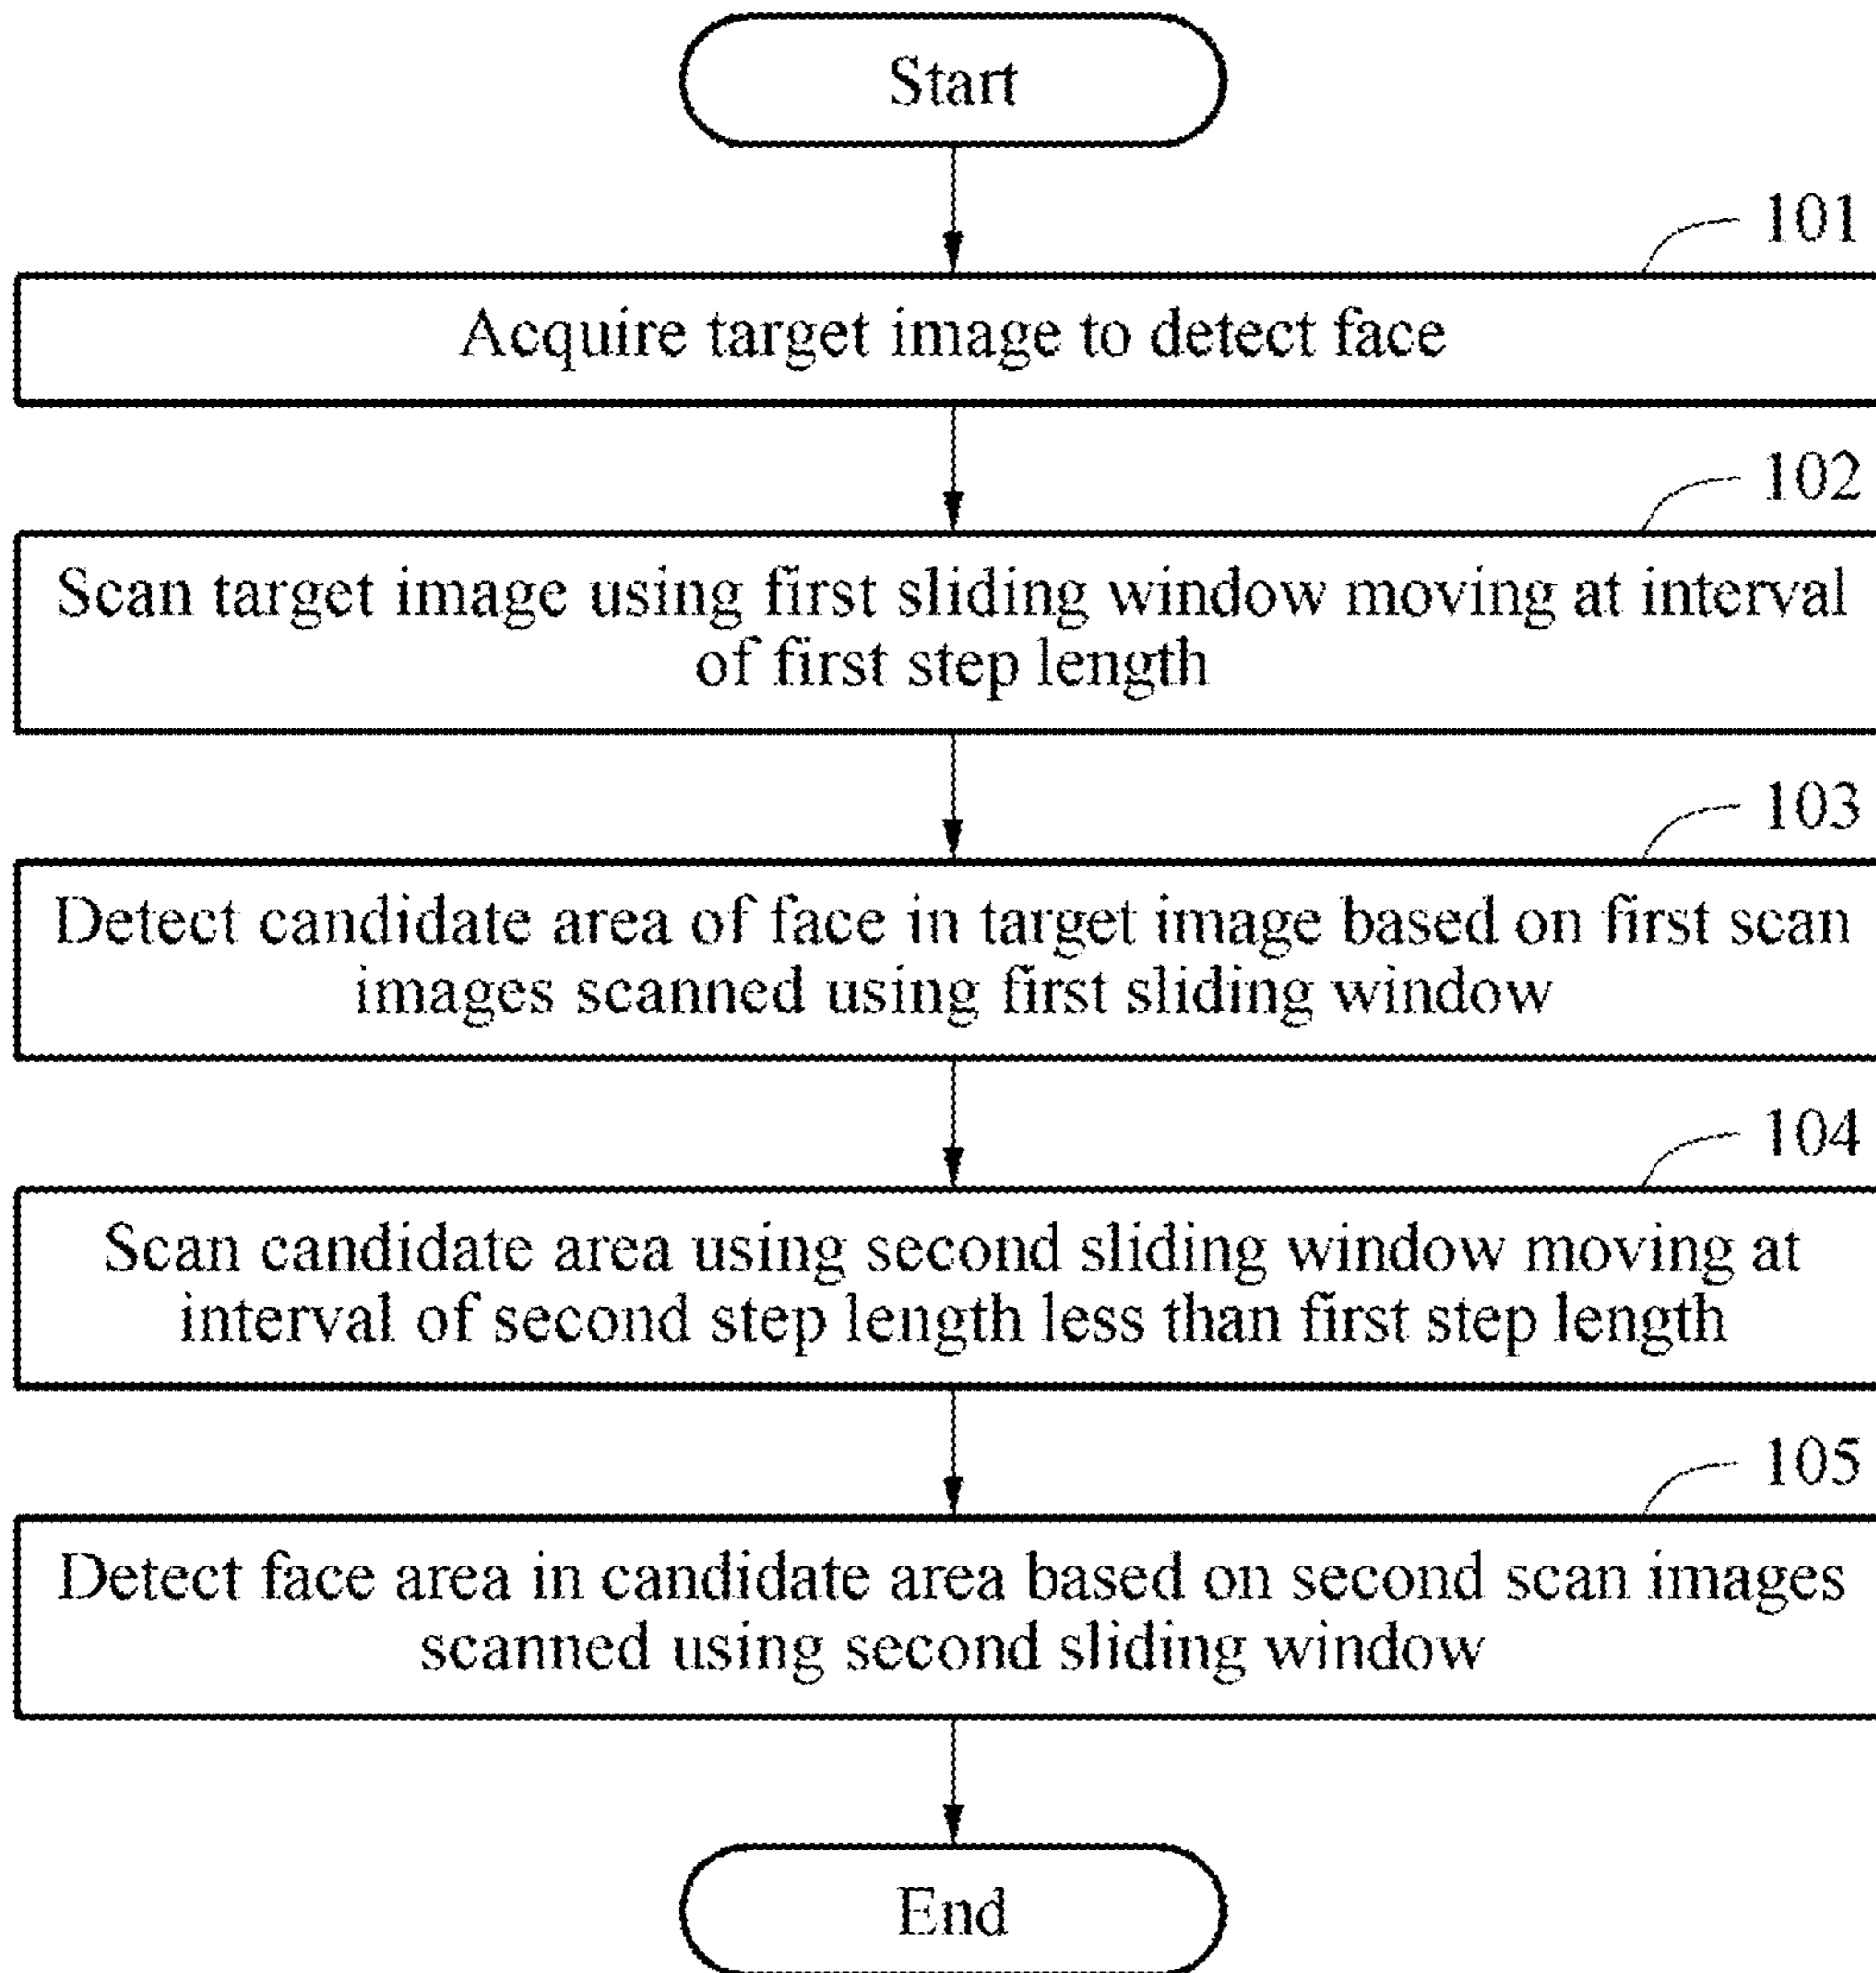 Start
101
Acquire target image to detect face
102
Scan target image using first sliding window moving at interval
of first step length
103
Detect candidate area of face in target image based on first scan
images scanned using first sliding window
104
Scan candidate area using second sliding window moving at
interval of second step length less than first step length
105
Detect face area in candidate area based on second scan images
scanned using second sliding window
End